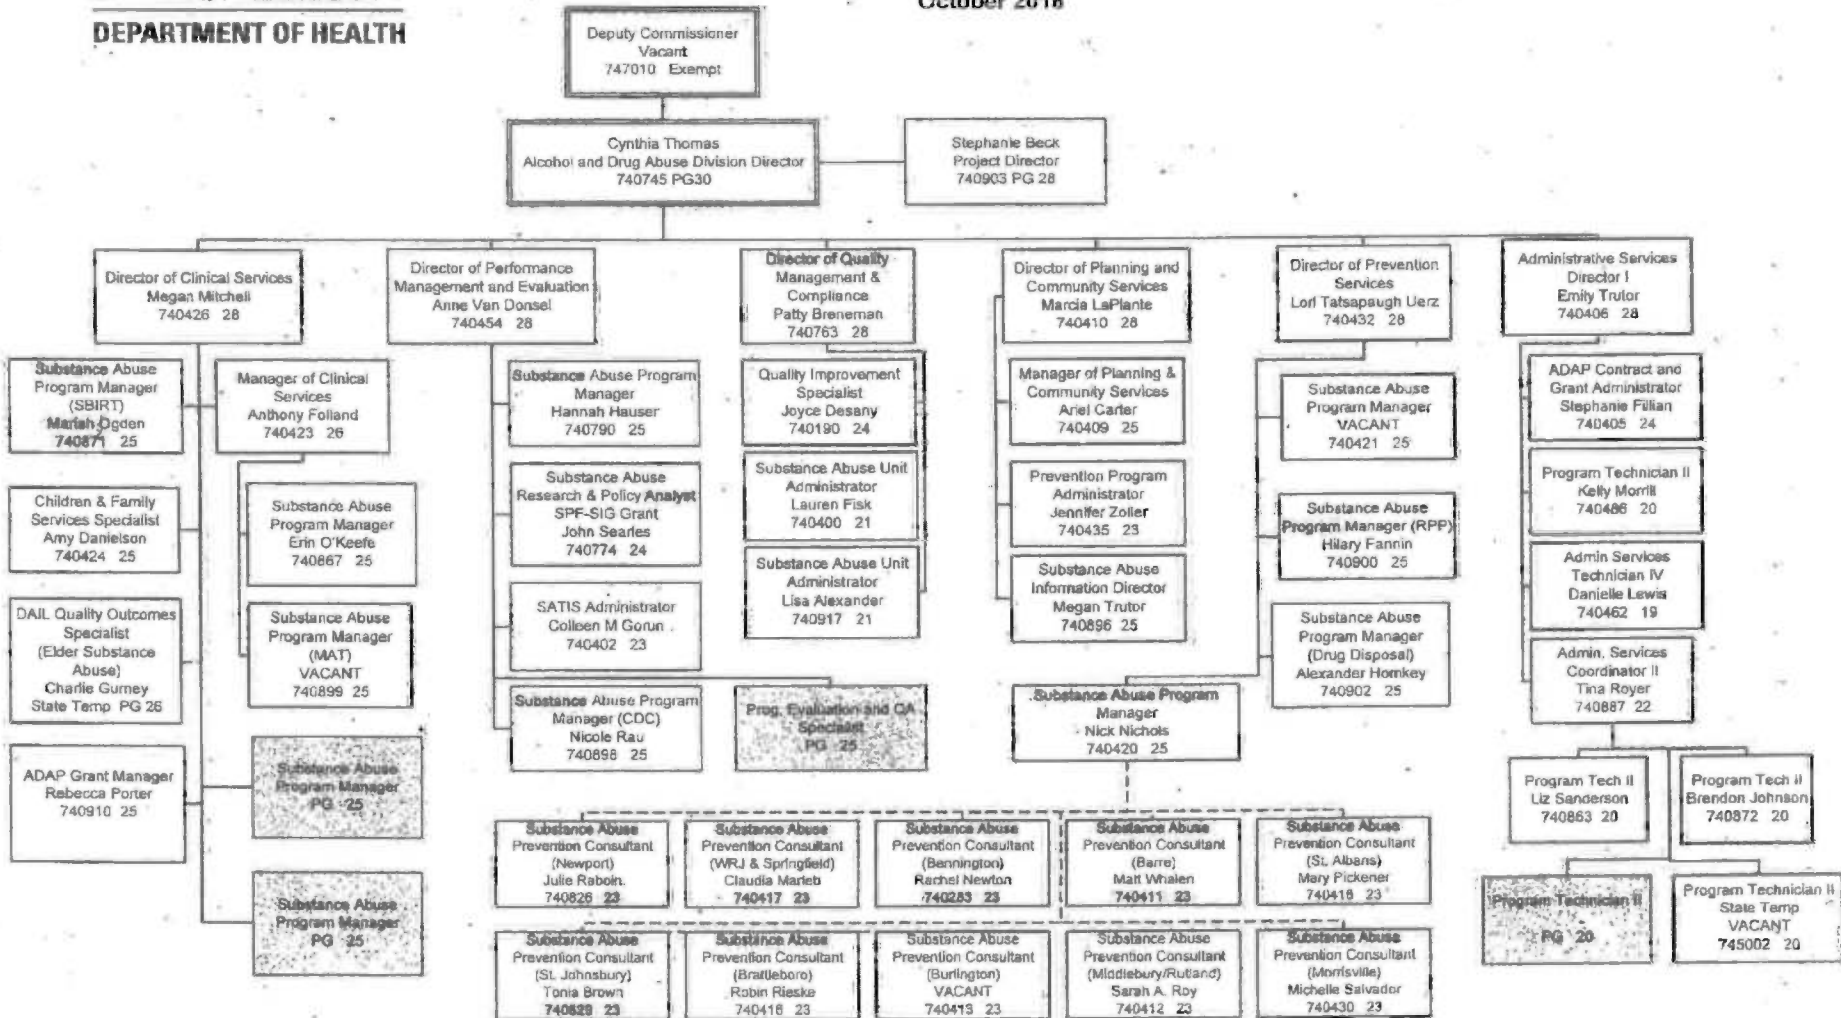 October 2016
DEPARTMENT OF HEALTH
Deputy Commissioner
Vacant
747010 Exempt
Cynthia Thomas
Alcohol and Drug Abuse Division Director
740745 PG30
Stephanie Beck
Project Director
740903 PG 28
Director of Clinical Services
Megan Mitchell
740426 28
Director of Performance
Management and Evaluation
Anne Van Donsel
740454 28
Director of Quality
Management &
Compliance
Patty Breneman
740763 28
Director of Planning and
Community Services
Marcia LaPlante
740410 28
Director of Prevention
Services
Lori Tatsapaugh Uerz
740432 28
Administrative Services
Director I
Emily Trutor
740406 28
Substance Abuse
Program Manager
(SBIRT)
Mariah Ogden
740871 25
Manager of Clinical
Services
Anthony Folland
740423 26
Children & Family
Services Specialist
Amy Danielson
740424 25
Substance Abuse
Program Manager
Erin O'Keefe
740867 25
DAIL Quality Outcomes
Specialist
(Elder Substance
Abuse)
Charlie Gurney
State Temp PG 26
Substance Abuse
Program Manager
(MAT)
VACANT
740899 25
ADAP Grant Manager
Rebecca Porter
740910 25
Substance Abuse
Program Manager
PG 25
Substance Abuse
Program Manager
PG 25
Substance Abuse Program
Manager
Hannah Hauser
740790 25
Substance Abuse
Research & Policy Analyst
SPF-SIG Grant
John Searles
740774 24
SATIS Administrator
Colleen M Gorun
740402 23
Substance Abuse Program
Manager (CDC)
Nicole Rau
740898 25
Prog. Evaluation and QA
Specialist
PG 25
Quality Improvement
Specialist
Joyce Desany
740190 24
Substance Abuse Unit
Administrator
Lauren Fisk
740400 21
Substance Abuse Unit
Administrator
Lisa Alexander
740917 21
Manager of Planning &
Community Services
Ariel Carter
740409 25
Prevention Program
Administrator
Jennifer Zoller
740435 23
Substance Abuse
Information Director
Megan Trutor
740896 25
Substance Abuse
Program Manager
VACANT
740421 25
Substance Abuse
Program Manager (RPP)
Hilary Fannin
740900 25
Substance Abuse
Program Manager
(Drug Disposal)
Alexander Hornkey
740902 25
Substance Abuse Program
Manager
Nick Nichols
740420 25
ADAP Contract and
Grant Administrator
Stephanie Fillian
740405 24
Program Technician II
Kelly Morrill
740486 20
Admin Services
Technician IV
Danielle Lewis
740462 19
Admin. Services
Coordinator II
Tina Royer
740887 22
Program Tech II
Liz Sanderson
740863 20
Program Tech II
Brendon Johnson
740872 20
Program Technician II
PG 20
Program Technician II
State Temp
VACANT
745002 20
Substance Abuse
Prevention Consultant
(Newport)
Julie Raboin
740826 23
Substance Abuse
Prevention Consultant
(WRJ & Springfield)
Claudia Marieb
740417 23
Substance Abuse
Prevention Consultant
(Bennington)
Rachel Newton
740283 23
Substance Abuse
Prevention Consultant
(Barre)
Matt Whalen
740411 23
Substance Abuse
Prevention Consultant
(St. Albans)
Mary Pickener
740418 23
Substance Abuse
Prevention Consultant
(St. Johnsbury)
Tonia Brown
740829 23
Substance Abuse
Prevention Consultant
(Brattleboro)
Robin Rieske
740416 23
Substance Abuse
Prevention Consultant
(Burlington)
VACANT
740413 23
Substance Abuse
Prevention Consultant
(Middlebury/Rutland)
Sarah A. Roy
740412 23
Substance Abuse
Prevention Consultant
(Morrisville)
Michelle Salvador
740430 23